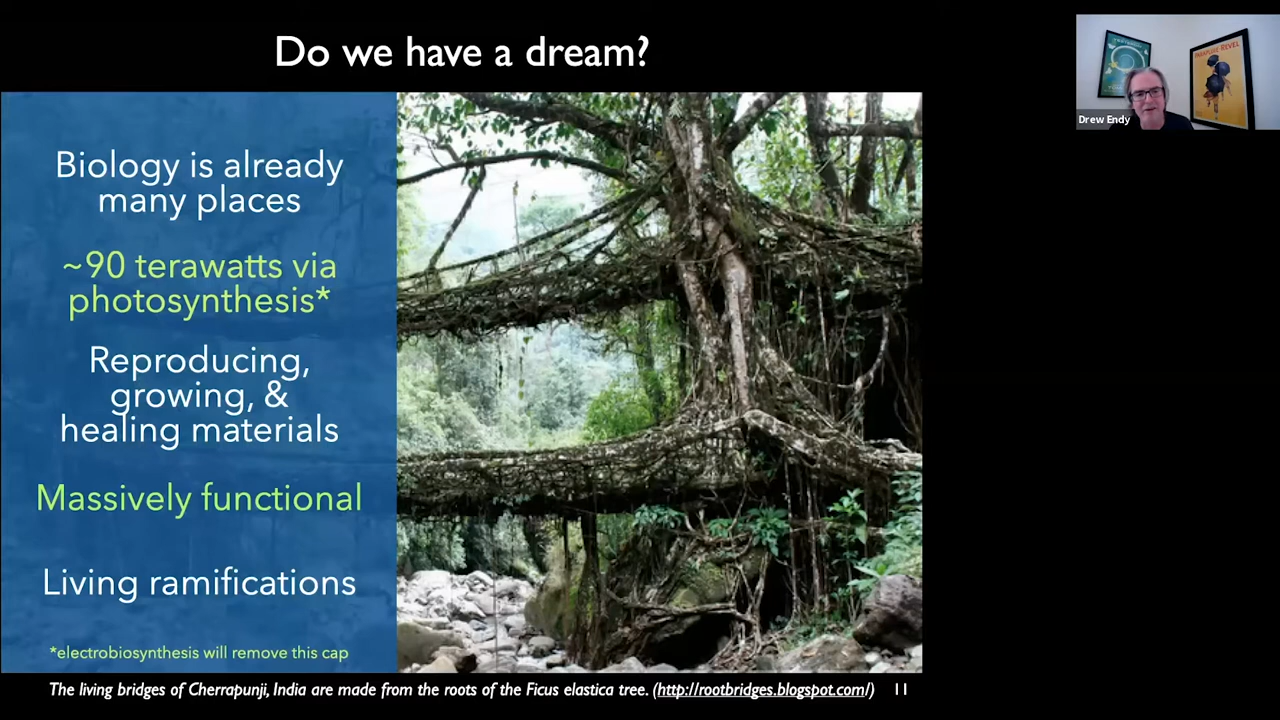 Do we have a dream?
Biology is already
many places
~90 terawatts via
photosynthesis*
Reproducing,
growing, &
healing materials
Massively functional
Living ramifications
*electrobiosynthesis will remove this cap
The living bridges of Cherrapunji, India are made from the roots of the Ficus elastica tree. (http://rootbridges.blogspot.com/) 11
PARAPLUIE-REVEL
Drew Endy